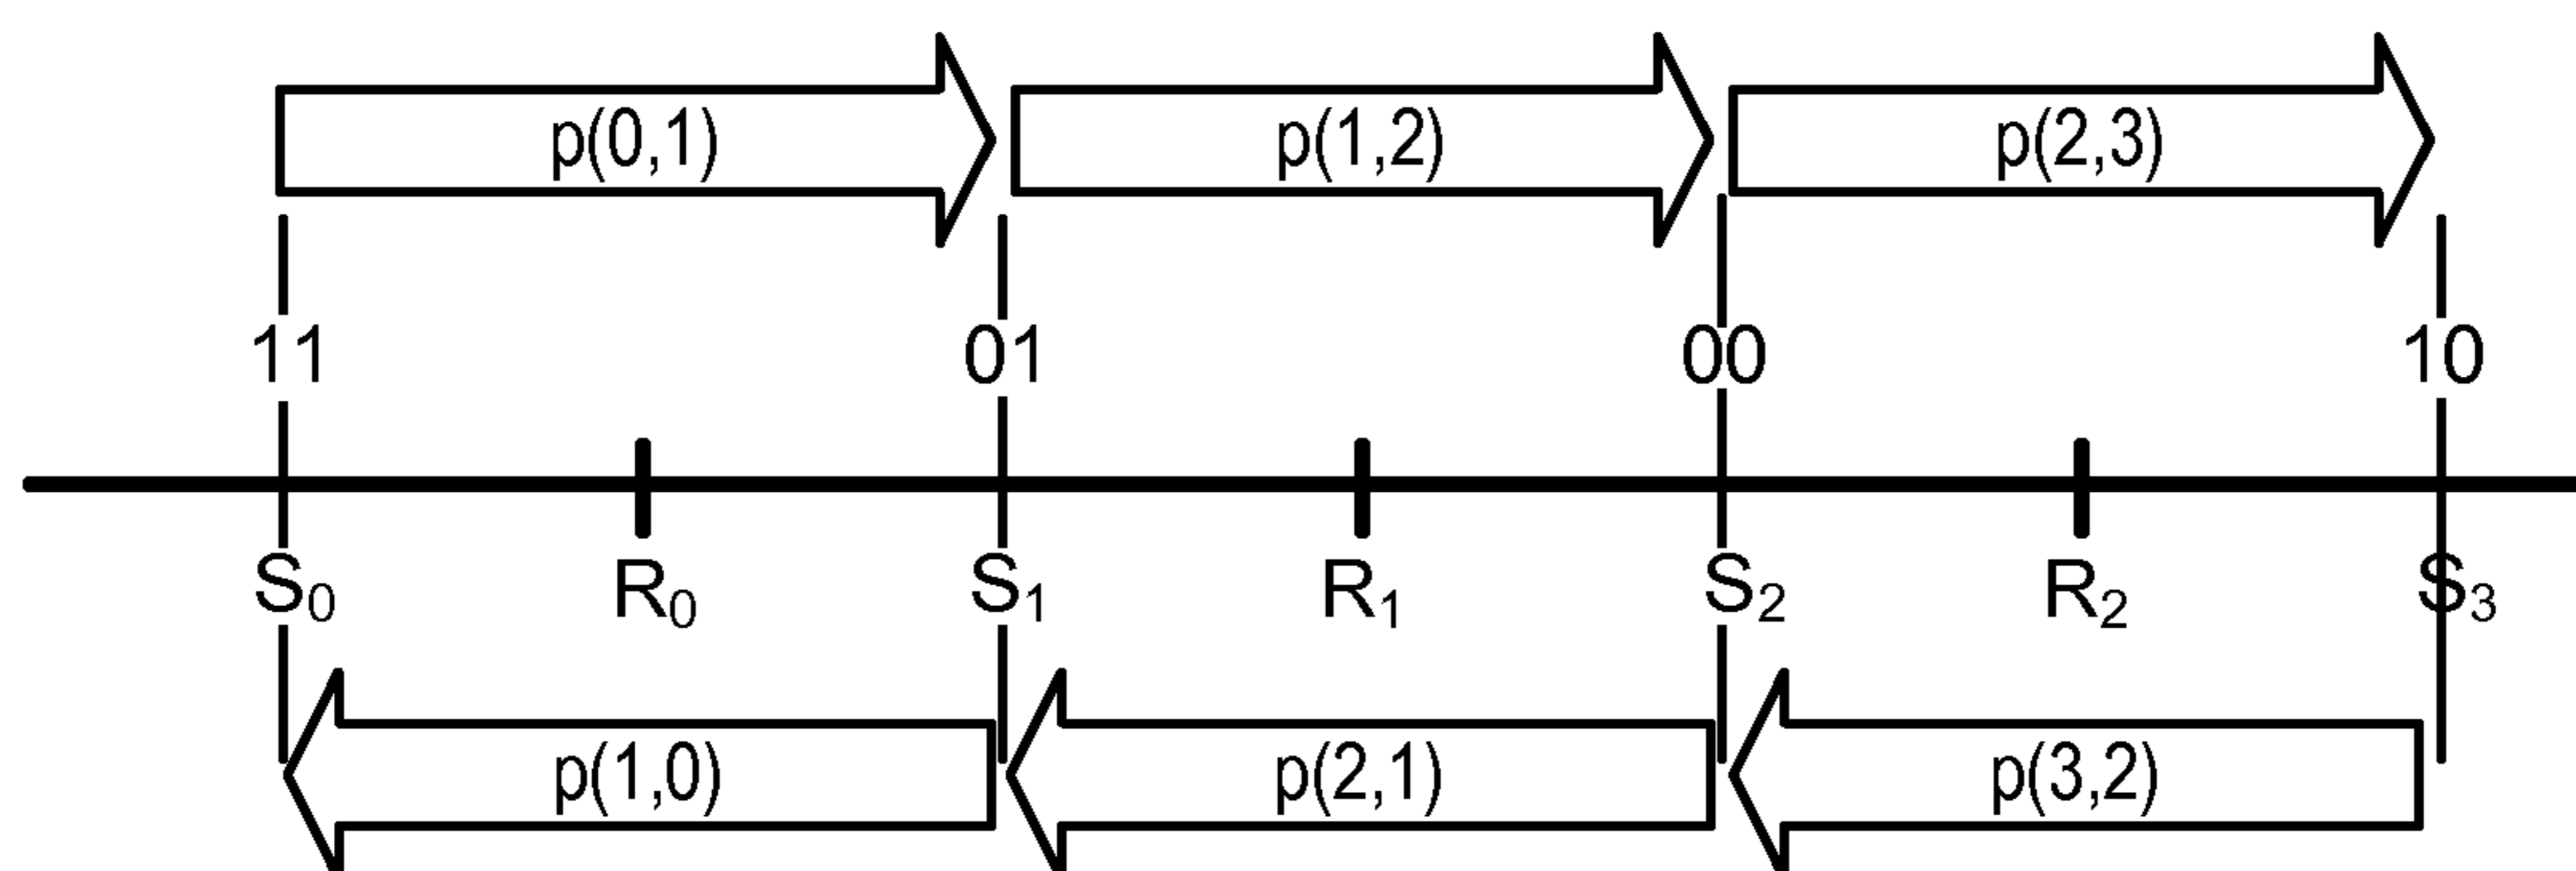 p(0,1) p(1,2) p(2,3)
11 01 00 10
S₀ R₀ S₁ R₁ S₂ R₂ S₃
p(1,0) p(2,1) p(3,2)